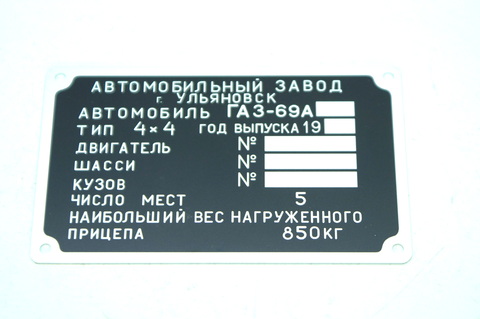 АВТОМОБИЛЬНЫЙ ЗАВОД
г. УЛЬЯНОВСК
АВТОМОБИЛЬ ГАЗ-69А
ТИП 4×4 ГОД ВЫПУСКА 19
ДВИГАТЕЛЬ №
ШАССИ №
КУЗОВ №
ЧИСЛО МЕСТ 5
НАИБОЛЬШИЙ ВЕС НАГРУЖЕННОГО
ПРИЦЕПА 850КГ